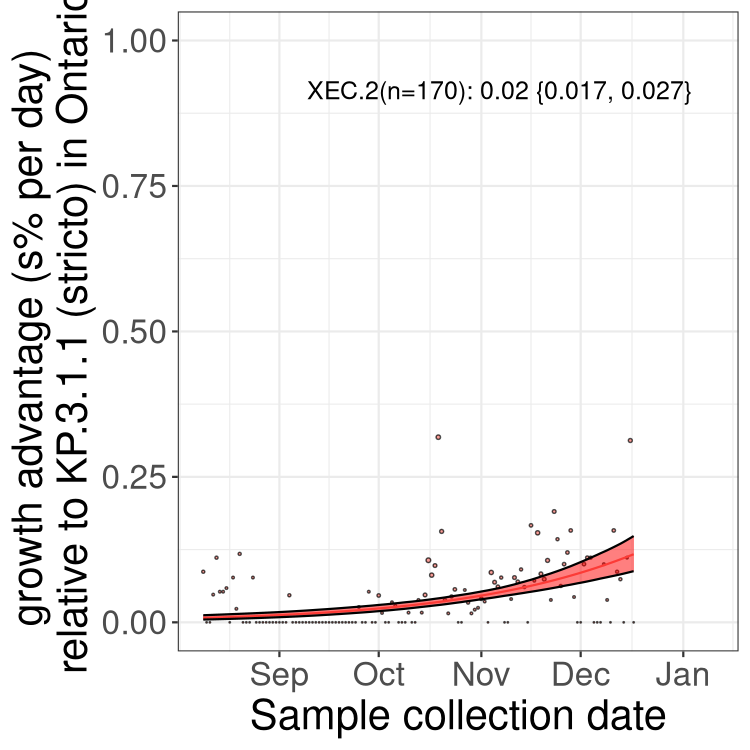 growth advantage (s% per day)
relative to KP.3.1.1 (stricto) in Ontario
1.00
0.75
0.50
0.25
0.00
XEC.2(n=170): 0.02 {0.017, 0.027}
Sep Oct Nov Dec Jan
Sample collection date